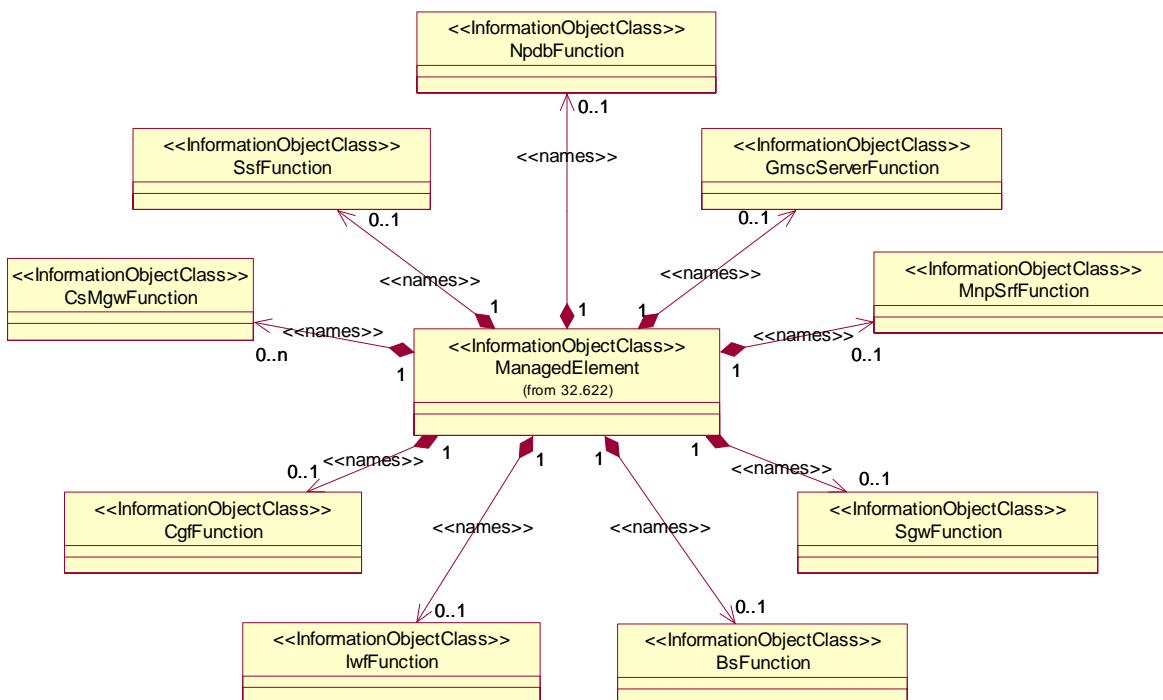 <<InformationObjectClass>>
NpdbFunction
0..1
<<names>>
<<InformationObjectClass>>
SsfFunction
0..1
<<names>>
1
<<InformationObjectClass>>
GmscServerFunction
0..1
<<names>>
1
1
<<InformationObjectClass>>
CsMgwFunction
0..n
<<names>>
1
<<InformationObjectClass>>
MnpSrfFunction
0..1
<<names>>
1
<<InformationObjectClass>>
ManagedElement
(from 32.622)
1
<<names>>
0..1
<<InformationObjectClass>>
CgfFunction
1
<<names>>
0..1
<<InformationObjectClass>>
IwfFunction
1
<<names>>
0..1
<<InformationObjectClass>>
BsFunction
1
<<names>>
0..1
<<InformationObjectClass>>
SgwFunction